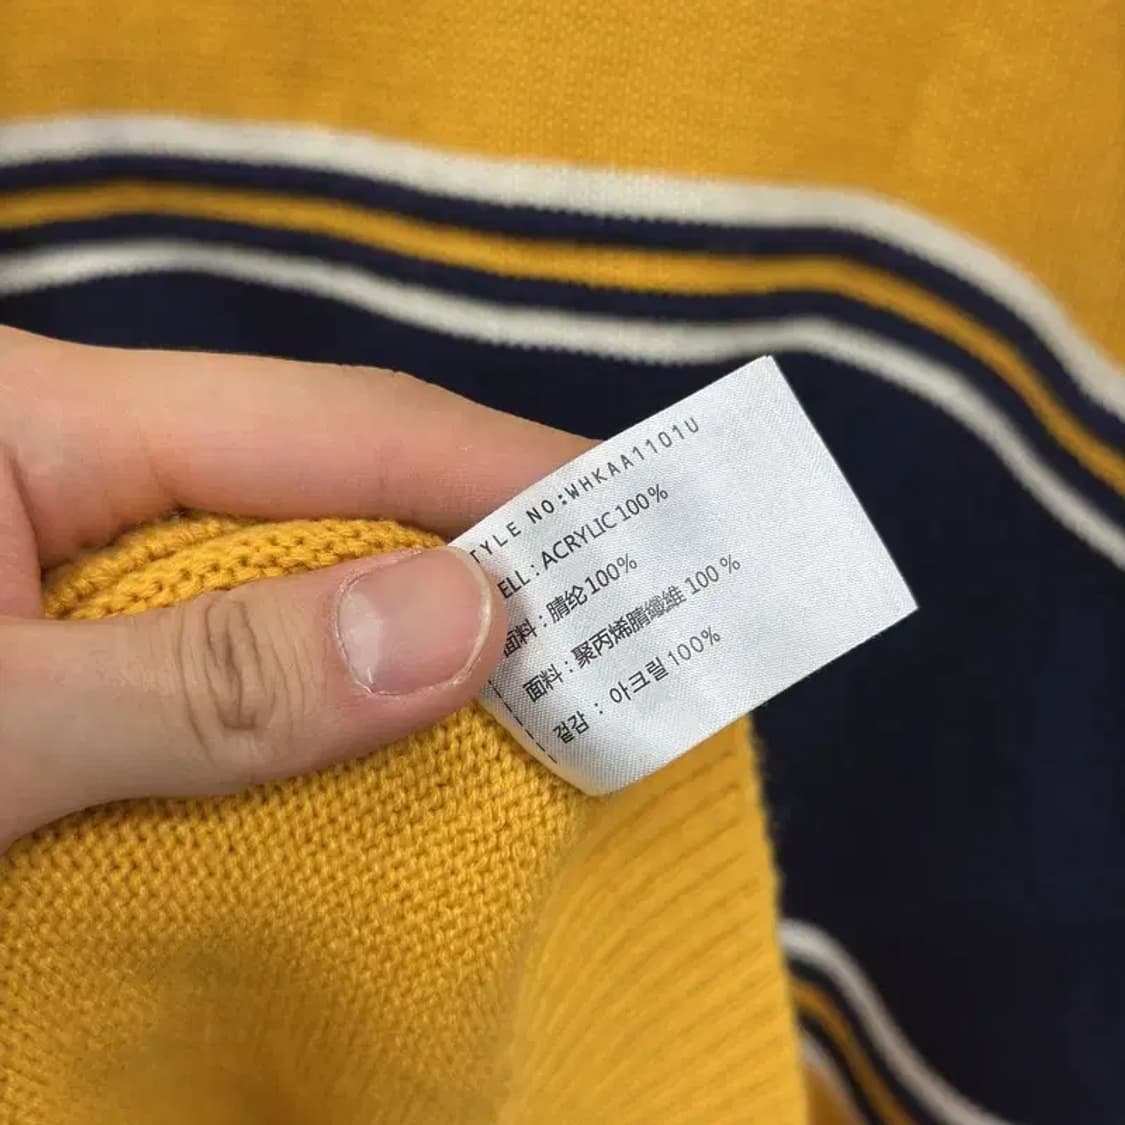 TYLE NO:WHKAA1101U
ELL : ACRYLIC 100%
面料 : 腈纶 100%
面料 : 聚丙烯腈纖維 100 %
겉감 : 아크릴 100%